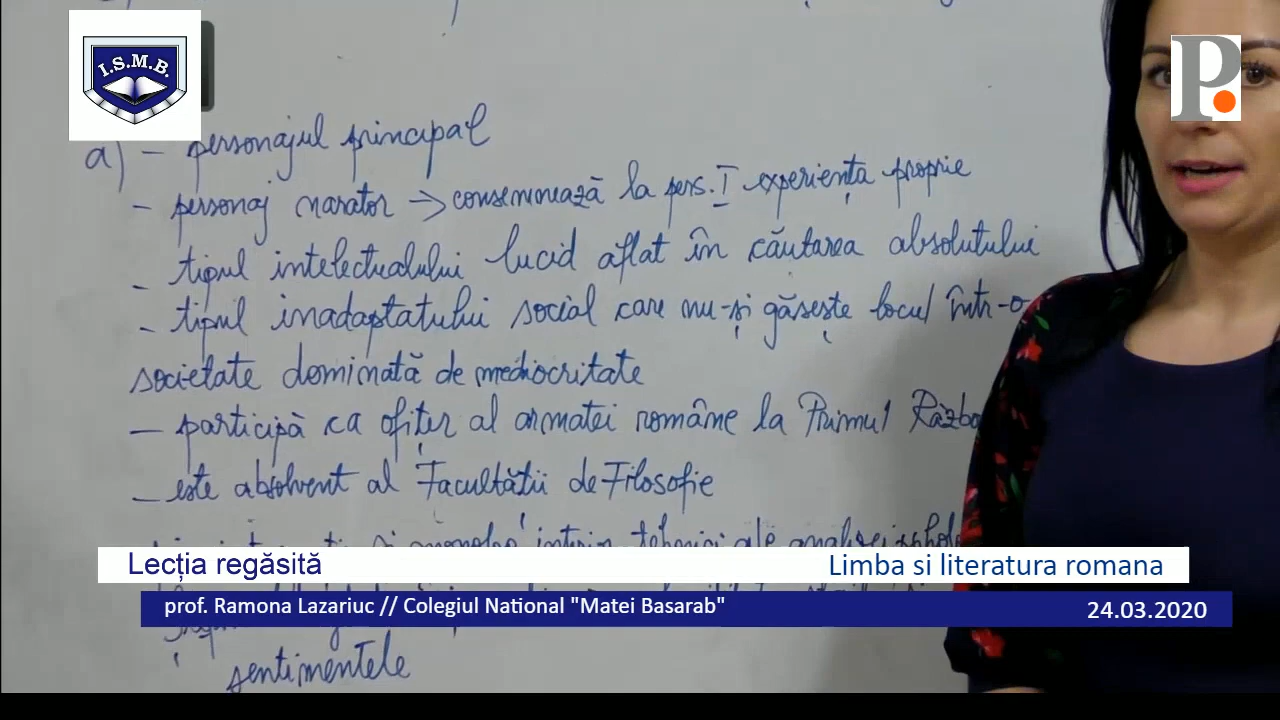 I.S.M.B.
P.
a) - personajul principal
- personaj narator → consemnează la pers. I experiența proprie
- tipul intelectualului lucid aflat în căutarea absolutului
- tipul inadaptatului social care nu-și găsește locul într-o
societate dominată de mediocritate
- participă ca ofițer al armatei române la Primul Războ
- este absolvent al Facultății de Filosofie
analizei
Lecția regăsită
Limba si literatura romana
prof. Ramona Lazariuc // Colegiul National "Matei Basarab"
24.03.2020
sentimentele